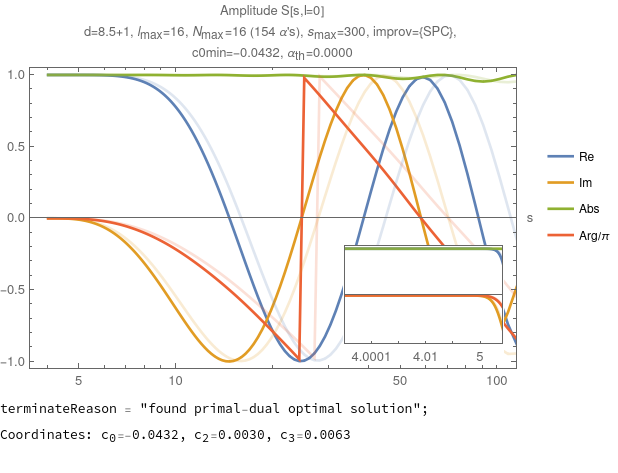 Amplitude S[s,l=0]
d=8.5+1, lmax=16, Nmax=16 (154 α's), smax=300, improv={SPC},
c0min=−0.0432, αth=0.0000
1.0
0.5
0.0
−0.5
−1.0
s
5
10
50
100
4.0001
4.01
5
Re
Im
Abs
Arg/π
terminateReason = "found primal-dual optimal solution";
Coordinates: c0=-0.0432, c2=0.0030, c3=0.0063